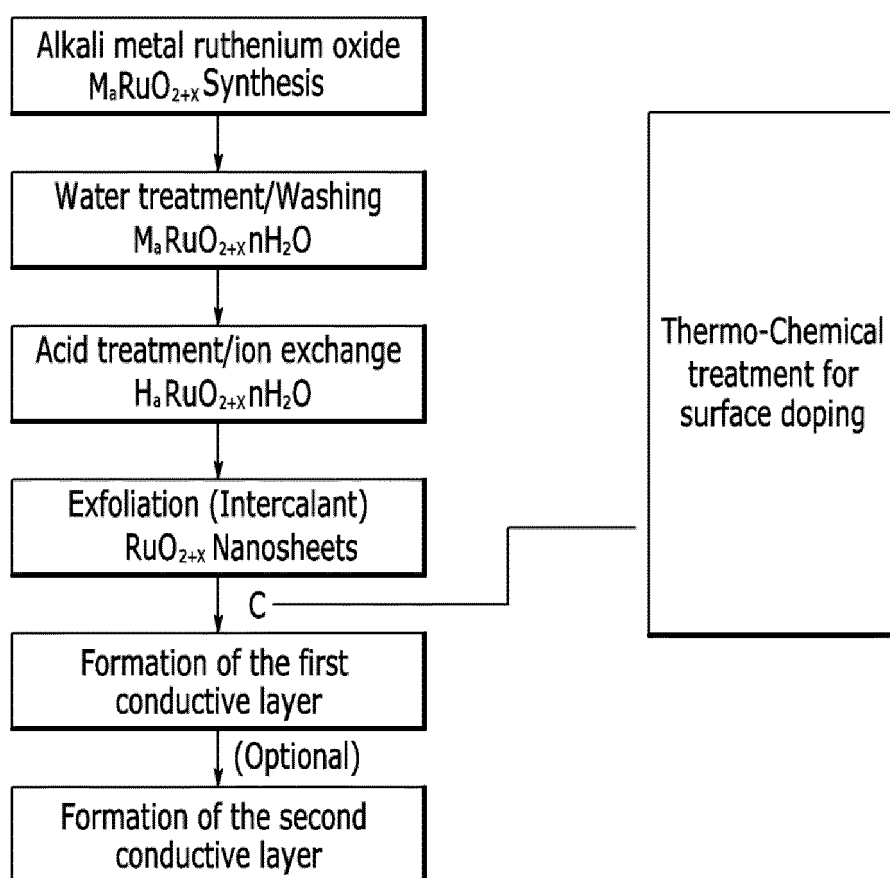 Alkali metal ruthenium oxide
MₐRuO₂₊ₓ Synthesis
Water treatment/Washing
MₐRuO₂₊ₓnH₂O
Acid treatment/ion exchange
HₐRuO₂₊ₓnH₂O
Exfoliation (Intercalant)
RuO₂₊ₓ Nanosheets
C
Formation of the first
conductive layer
(Optional)
Formation of the second
conductive layer
Thermo-Chemical
treatment for
surface doping